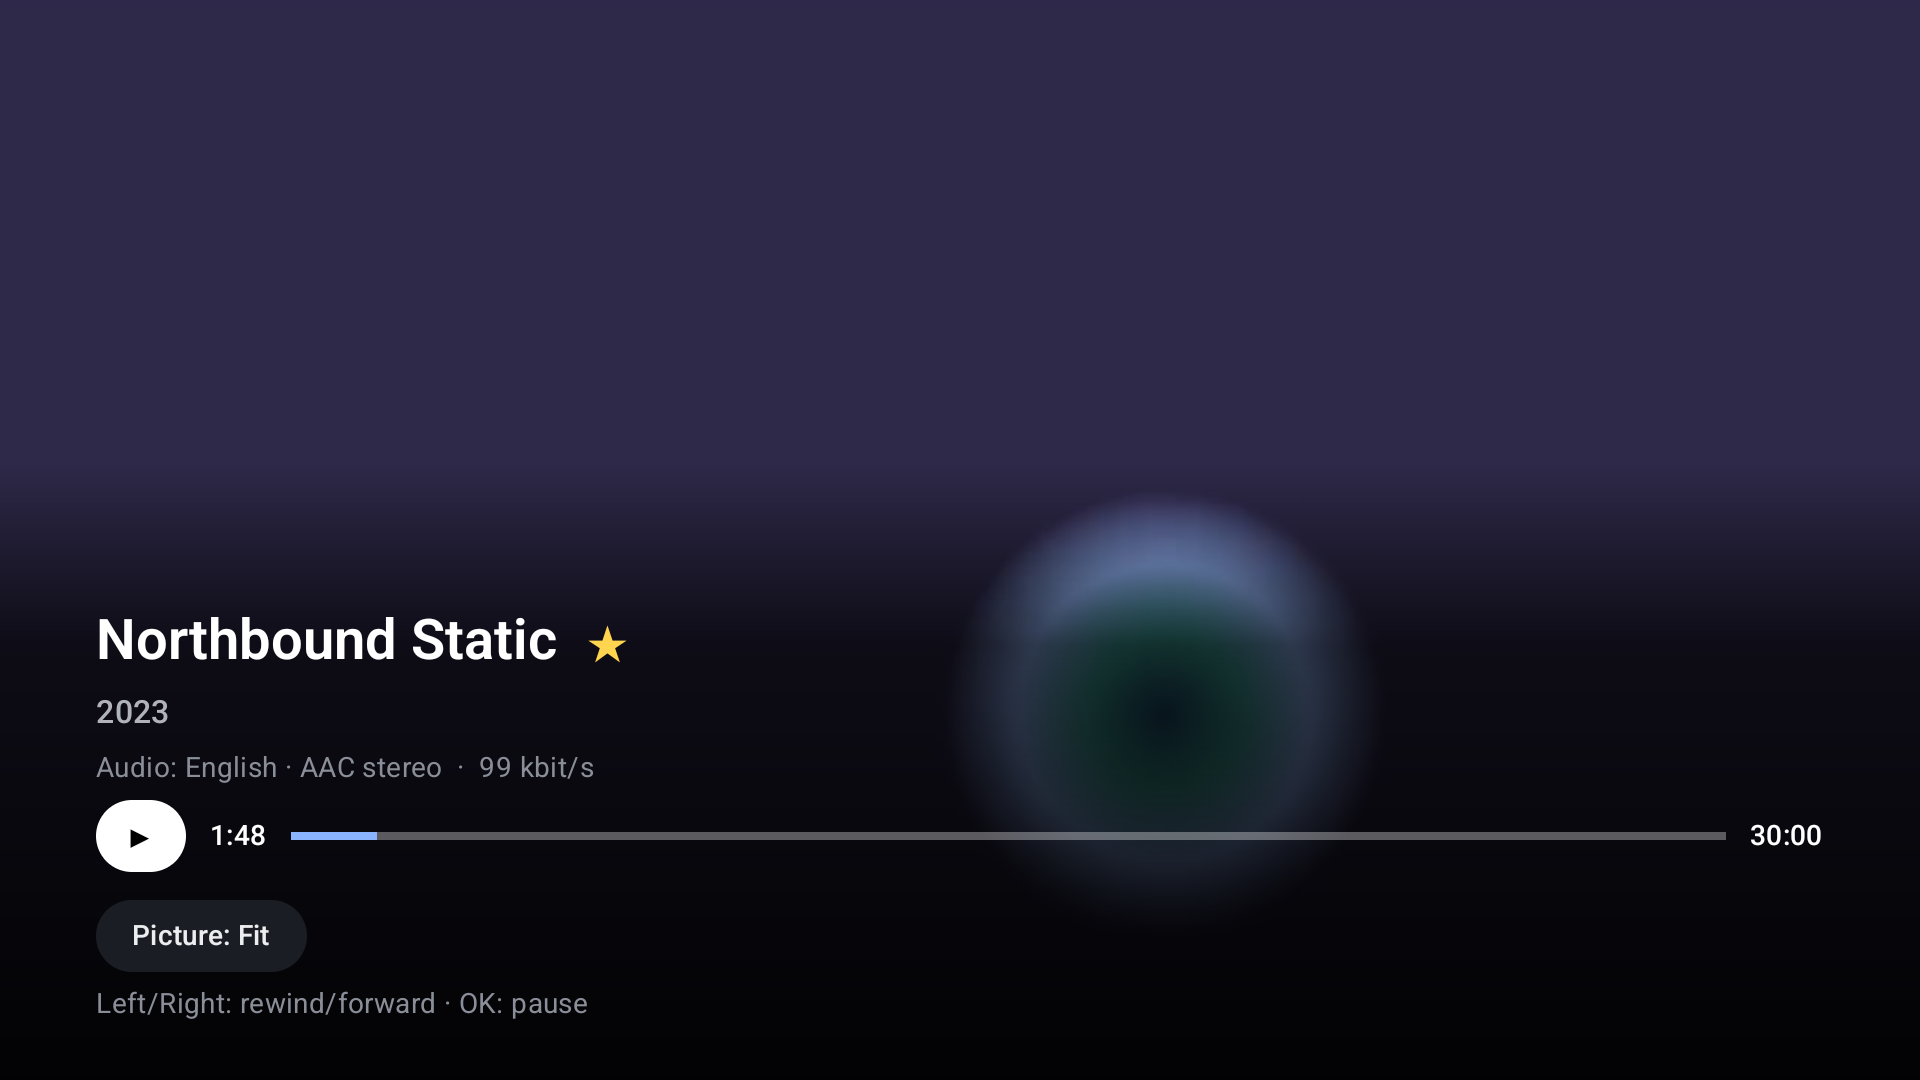 Northbound Static ★
2023
Audio: English · AAC stereo · 99 kbit/s
▶ 1:48 30:00
Picture: Fit
Left/Right: rewind/forward · OK: pause